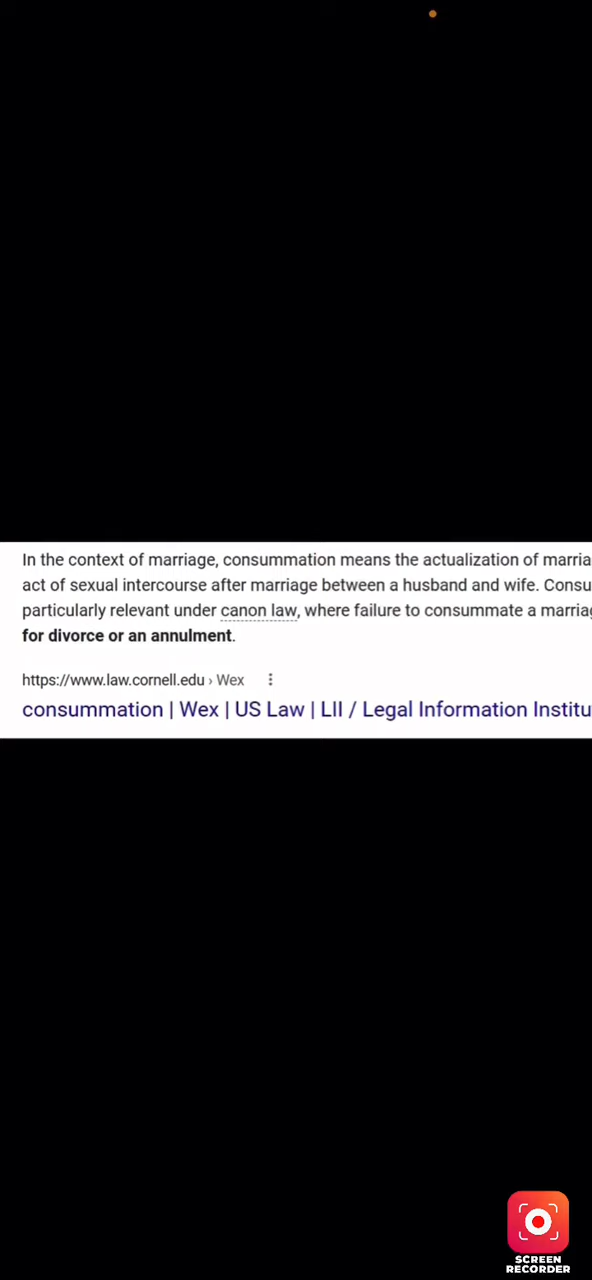 In the context of marriage, consummation means the actualization of marria
act of sexual intercourse after marriage between a husband and wife. Consu
particularly relevant under canon law, where failure to consummate a marriag
for divorce or an annulment.
https://www.law.cornell.edu › Wex
consummation | Wex | US Law | LII / Legal Information Institu
SCREEN
RECORDER